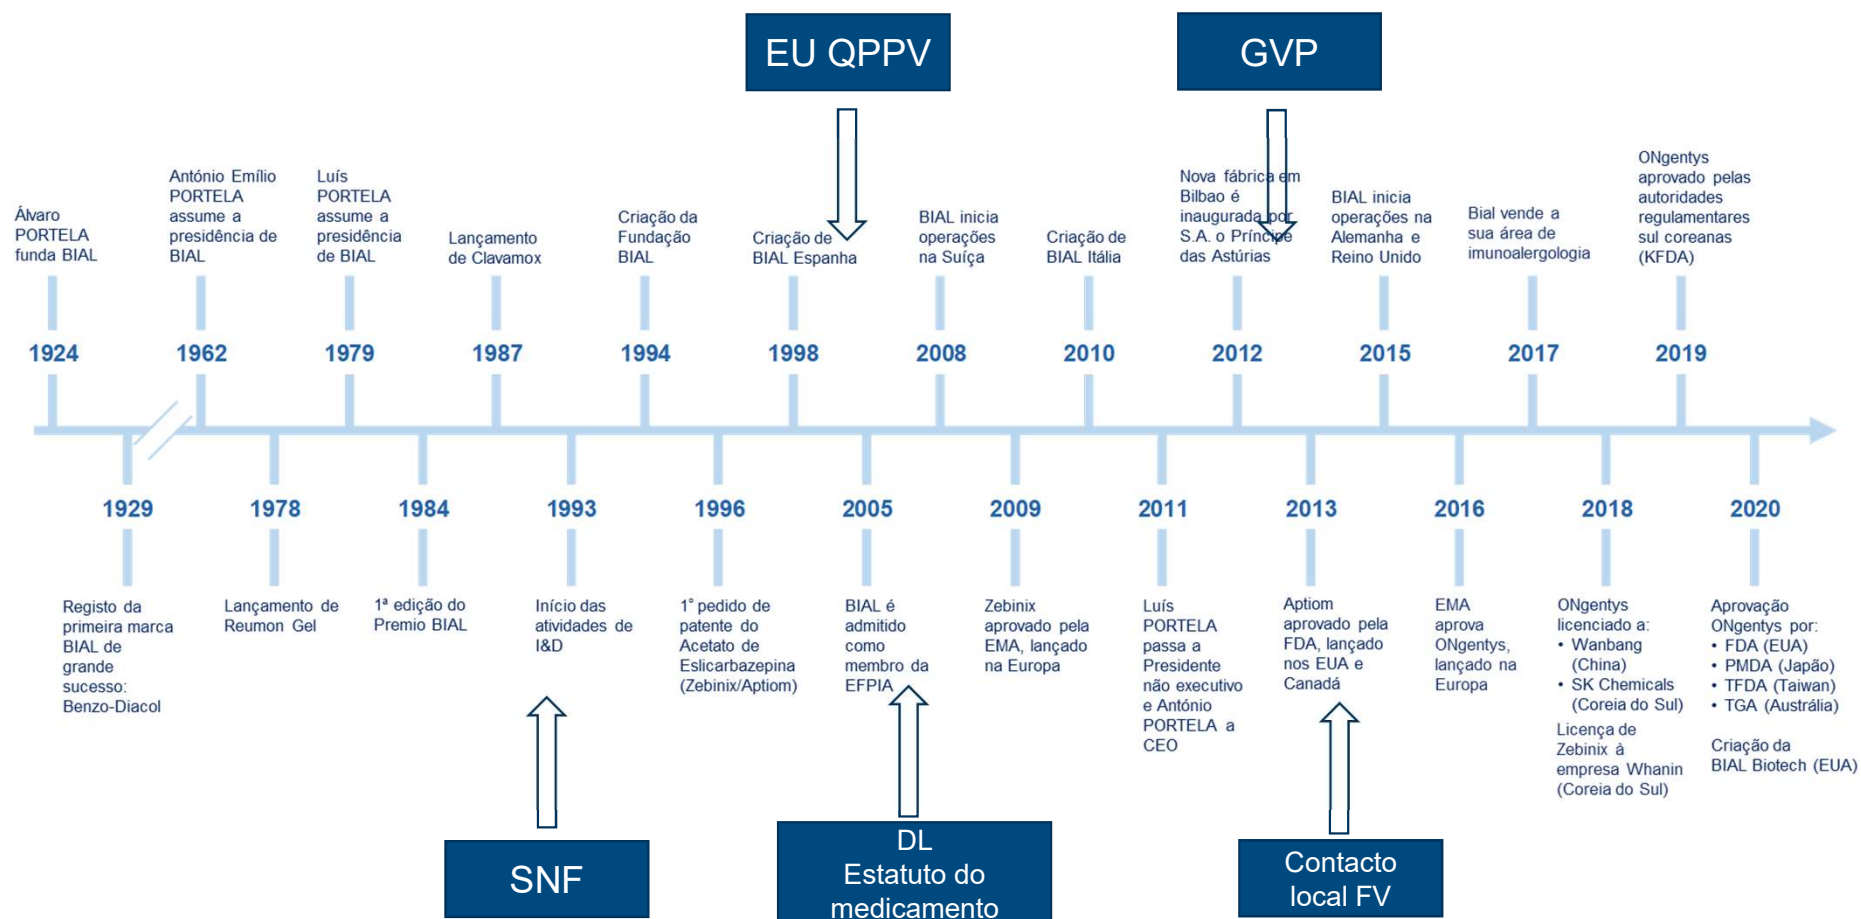 EU QPPV
GVP
Álvaro
PORTELA
funda BIAL
António Emílio
PORTELA
assume a
presidência de
BIAL
Luís
PORTELA
assume a
presidência
de BIAL
Lançamento
de Clavamox
Criação da
Fundação
BIAL
Criação de
BIAL Espanha
BIAL inicia
operações
na Suíça
Criação de
BIAL Itália
Nova fábrica em
Bilbao é
inaugurada por
S.A. o Príncipe
das Astúrias
BIAL inicia
operações na
Alemanha e
Reino Unido
Bial vende a
sua área de
imunoalergologia
ONgentys
aprovado pelas
autoridades
regulamentares
sul coreanas
(KFDA)
1924
1962
1979
1987
1994
1998
2008
2010
2012
2015
2017
2019
1929
1978
1984
1993
1996
2005
2009
2011
2013
2016
2018
2020
Registo da
primeira marca
BIAL de
grande
sucesso:
Benzo-Diacol
Lançamento de
Reumon Gel
1ª edição do
Premio BIAL
Início das
atividades de
I&D
1° pedido de
patente do
Acetato de
Eslicarbazepina
(Zebinix/Aptiom)
BIAL é
admitido
como
membro da
EFPIA
Zebinix
aprovado pela
EMA, lançado
na Europa
Luís
PORTELA
passa a
Presidente
não executivo
e António
PORTELA a
CEO
Aptiom
aprovado pela
FDA, lançado
nos EUA e
Canadá
EMA
aprova
ONgentys,
lançado na
Europa
ONgentys
licenciado a:
• Wanbang
(China)
• SK Chemicals
(Coreia do Sul)
Licença de
Zebinix à
empresa Whanin
(Coreia do Sul)
Aprovação
ONgentys por:
• FDA (EUA)
• PMDA (Japão)
• TFDA (Taiwan)
• TGA (Austrália)
Criação da
BIAL Biotech (EUA)
SNF
DL
Estatuto do
medicamento
Contacto
local FV